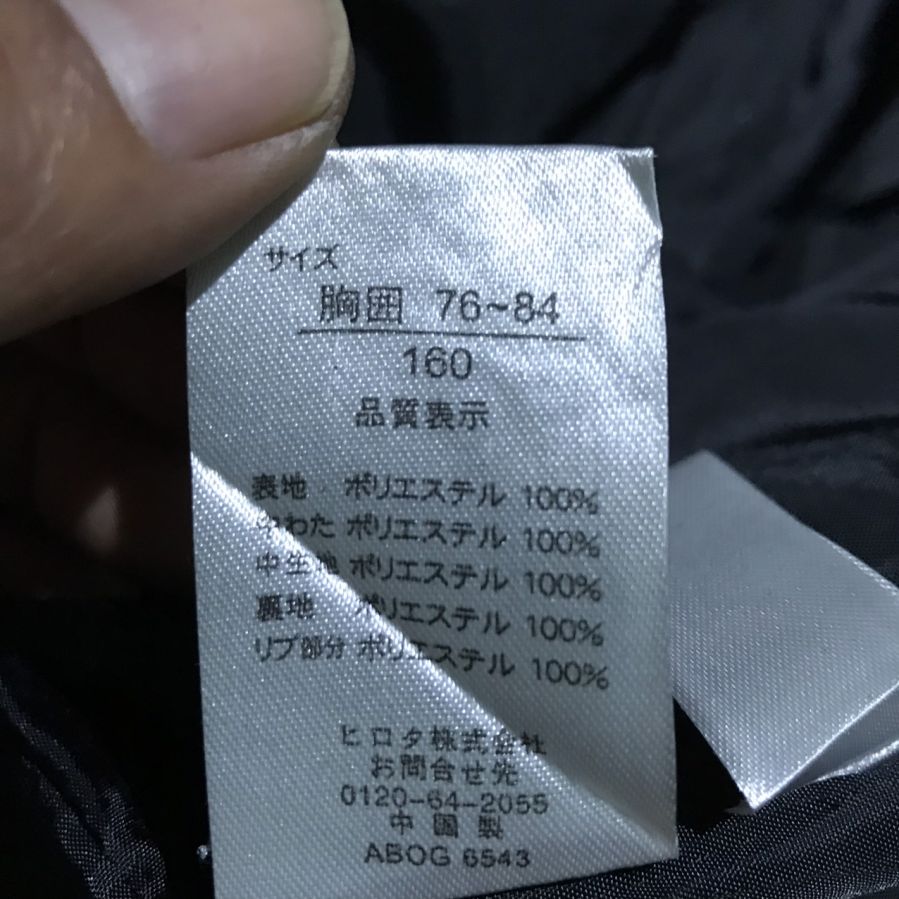 サイズ
胸囲 76~84
160
品質表示
表地 ポリエステル 100%
中わた ポリエステル 100%
中生地 ポリエステル 100%
裏地 ポリエステル 100%
リブ部分 ポリエステル 100%
ヒロタ株式会社
お問合せ先
0120-64-2055
中国製
ABOG 6543